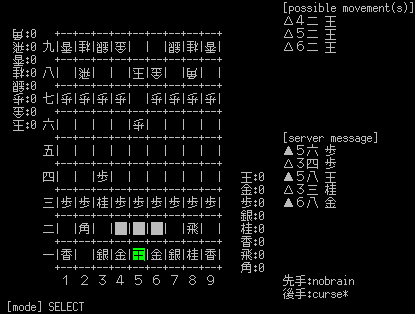 [possible movement(s)]
△4二 王
△5二 王
△6二 王
角:0
飛:0
香:0
桂:0
銀:0
歩:0
金:0
王:0
九|香|桂|銀|金| | |銀|桂|香|
八| |飛| | |王|金| |角| |
七|歩|歩|歩|歩| |歩|歩|歩|歩|
六| | | | |歩| | | | |
五| | | | | | | | | |
四| | |歩| | | | | | |
三|歩|歩|桂|歩|歩|歩|歩|歩|歩|
二| |角| | | | | |飛| |
一|香| |銀|金|王|金|銀|桂|香|
1 2 3 4 5 6 7 8 9
王:0
金:0
歩:0
銀:0
桂:0
香:0
飛:0
角:0
[server message]
▲5六 歩
△3四 歩
▲5八 王
△3三 桂
▲6八 金
先手:nobrain
後手:curse*
[mode] SELECT